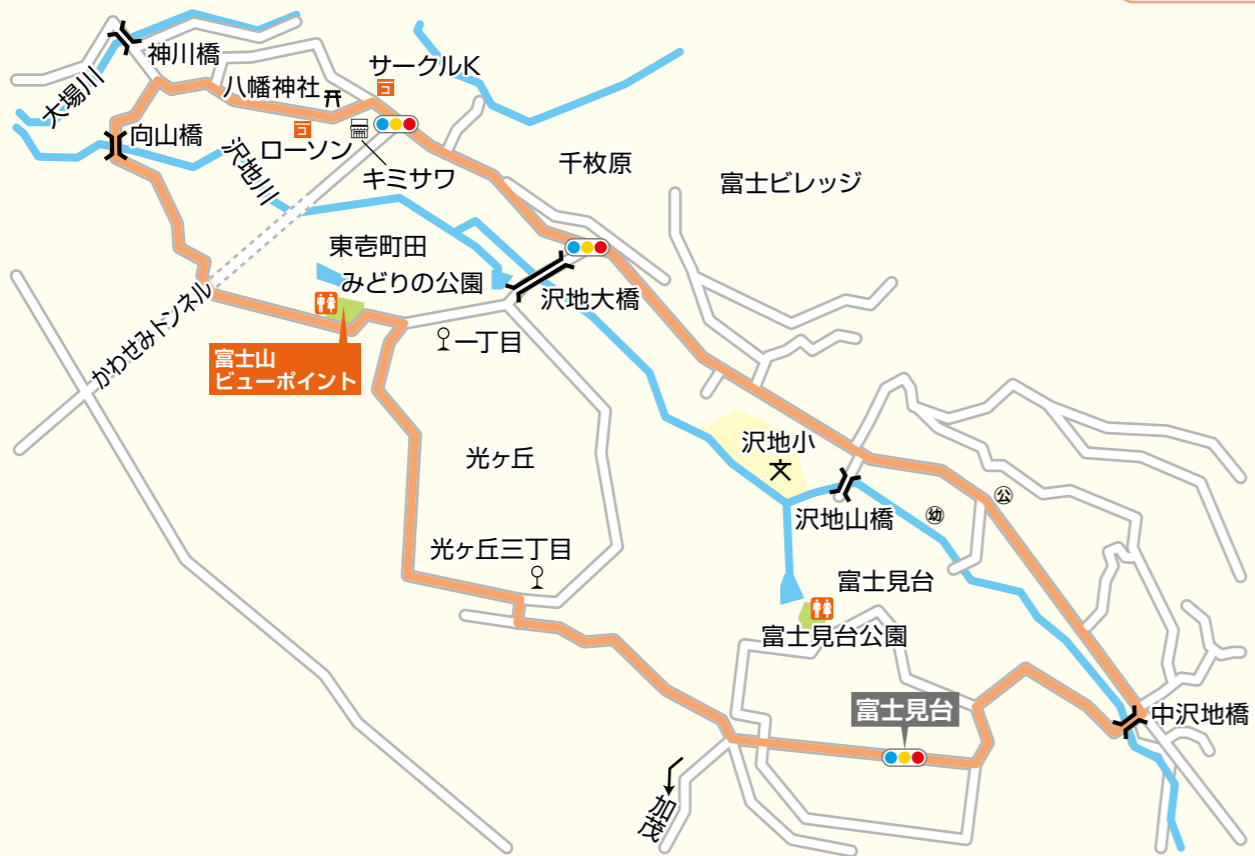 神川橋
大場川
八幡神社
サークルK
向山橋
ローソン
沢地川
キミサワ
千枚原
富士ビレッジ
東壱町田
みどりの公園
沢地大橋
かわせみトンネル
一丁目
富士山
ビューポイント
光ヶ丘
沢地小
文
沢地山橋
公
幼
光ヶ丘三丁目
富士見台
富士見台公園
富士見台
中沢地橋
加茂